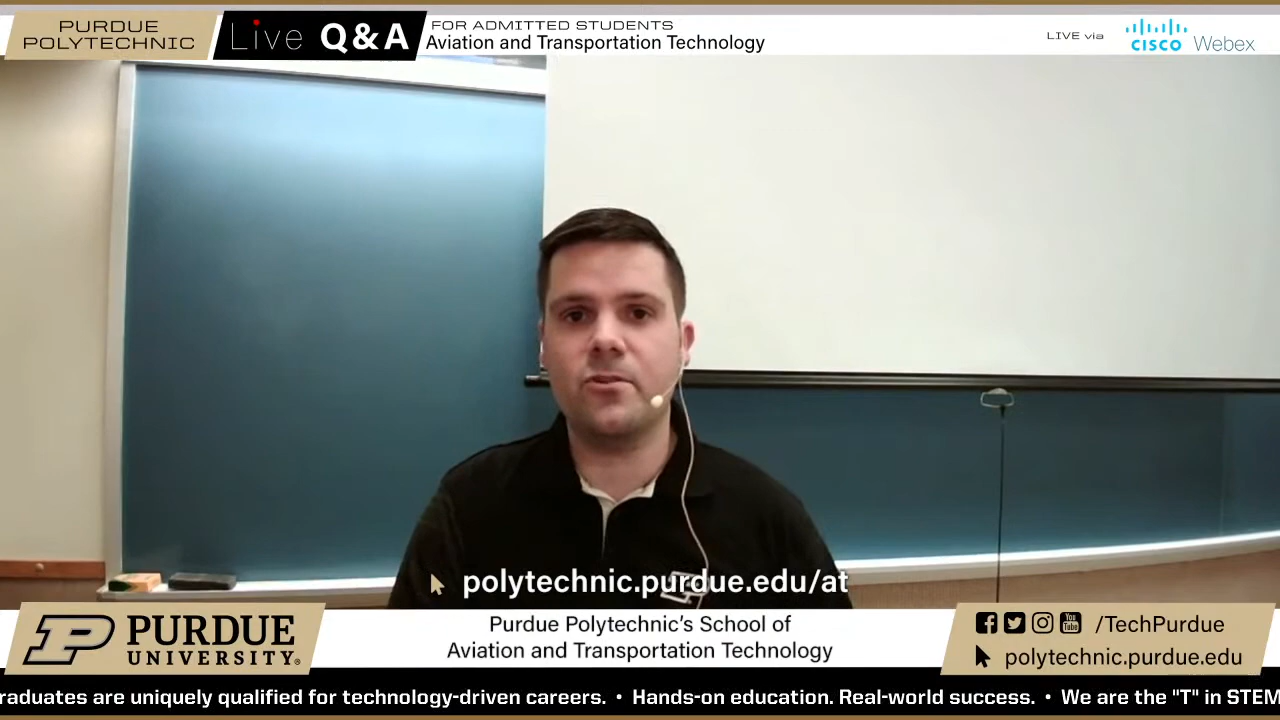 PURDUE
POLYTECHNIC
Live Q&A
FOR ADMITTED STUDENTS
Aviation and Transportation Technology
LIVE via
CISCO Webex
polytechnic.purdue.edu/at
PURDUE
UNIVERSITY®
Purdue Polytechnic's School of
Aviation and Transportation Technology
You
Tube
/TechPurdue
polytechnic.purdue.edu
raduates are uniquely qualified for technology-driven careers. • Hands-on education. Real-world success. • We are the "T" in STEM